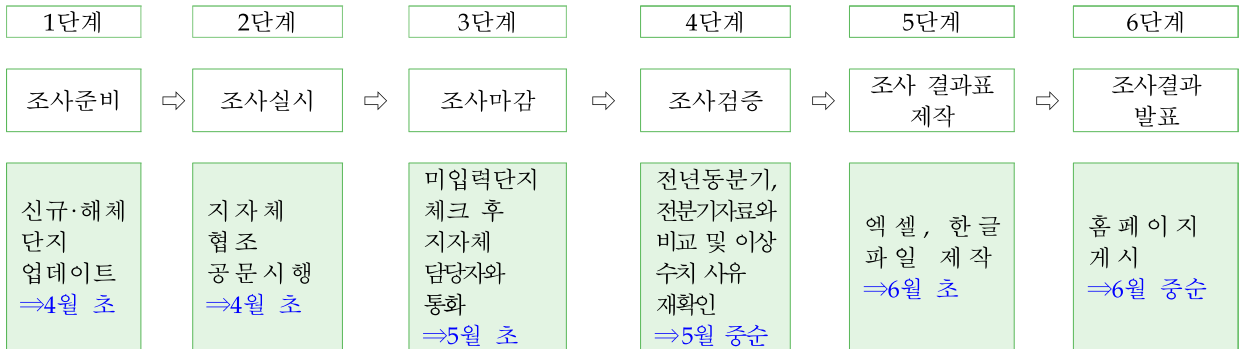 1단계 2단계 3단계 4단계 5단계 6단계
조사준비 ⇨ 조사실시 ⇨ 조사마감 ⇨ 조사검증 ⇨ 조사 결과표 제작 ⇨ 조사결과 발표
신규·해체
단지
업데이트
⇒4월 초
지자체
협조
공문시행
⇒4월 초
미입력단지
체크 후
지자체
담당자와
통화
⇒5월 초
전년동분기,
전분기자료와
비교 및 이상
수치 사유
재확인
⇒5월 중순
엑셀, 한글
파일 제작
⇒6월 초
홈페이지
게시
⇒6월 중순